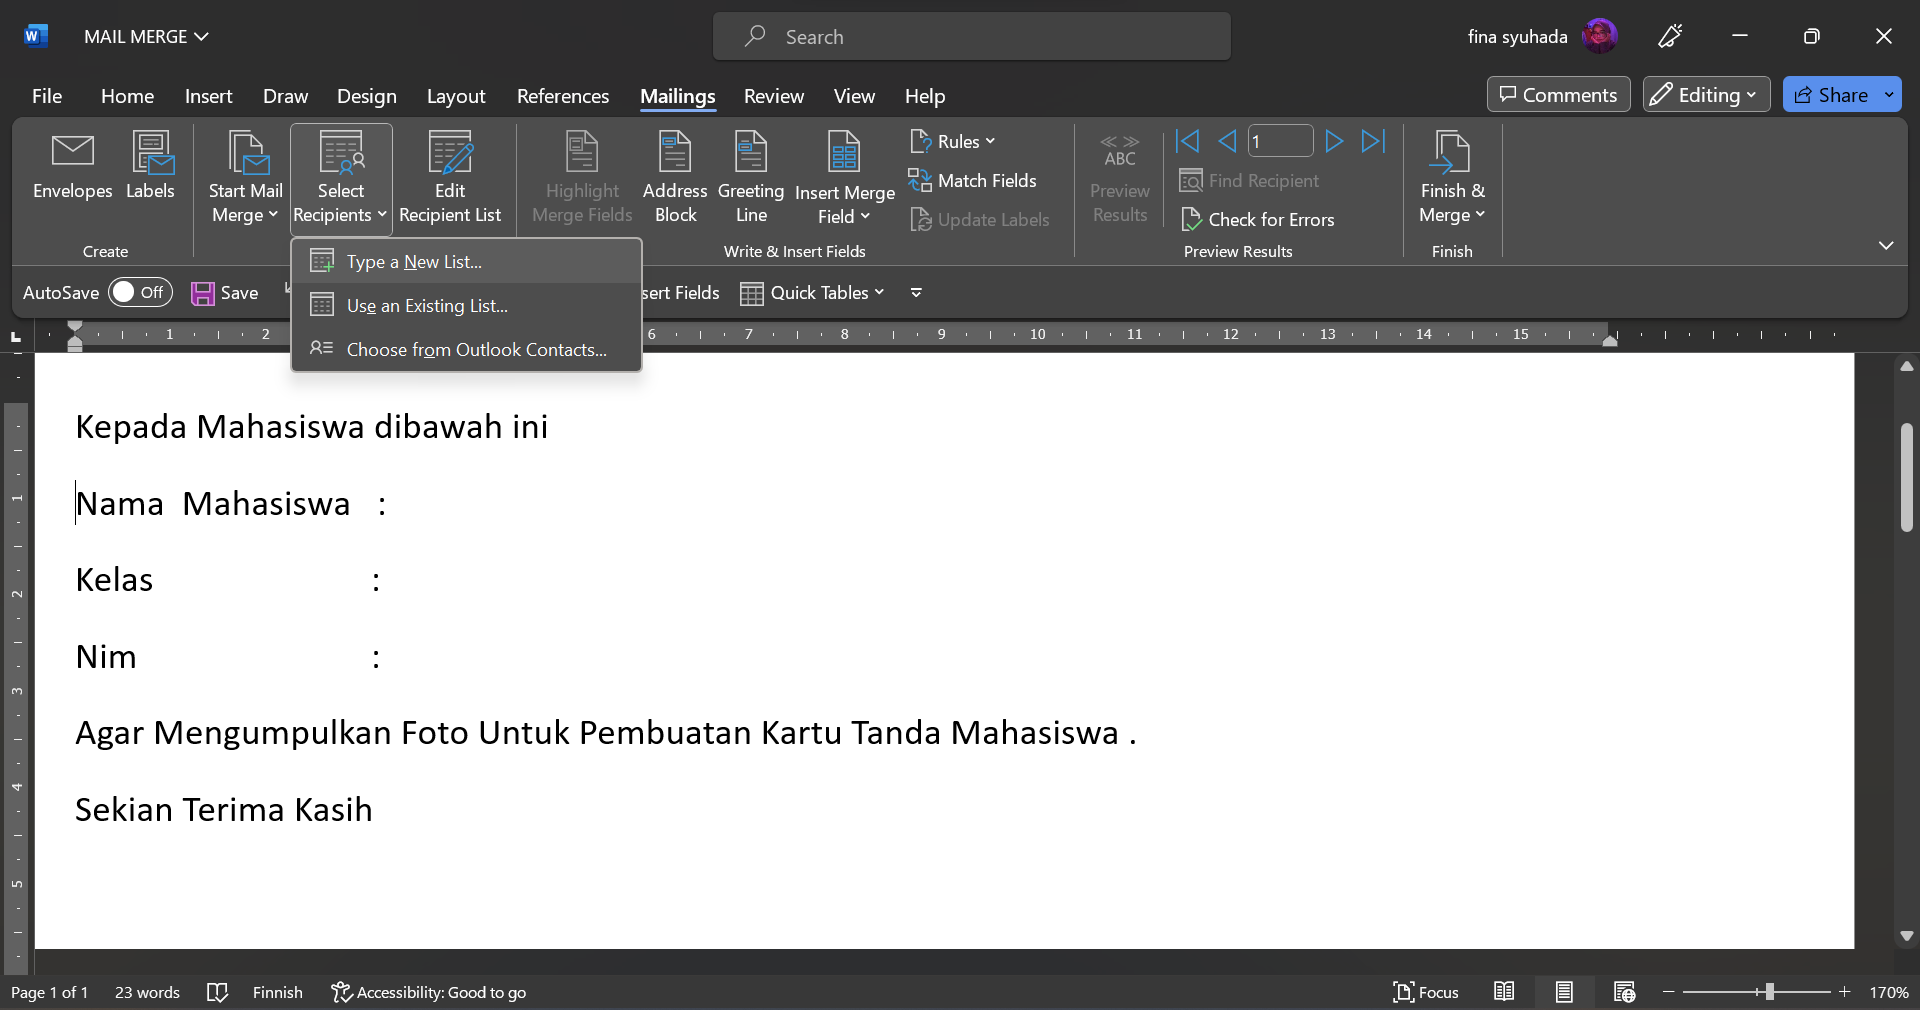 MAIL MERGE
Search
fina syuhada
File Home Insert Draw Design Layout References Mailings Review View Help
Comments Editing Share
Envelopes
Labels
Create
Start Mail
Merge
Select
Recipients
Edit
Recipient List
Highlight
Merge Fields
Address
Block
Greeting
Line
Insert Merge
Field
Rules
Match Fields
Update Labels
Write & Insert Fields
ABC
Preview
Results
1
Find Recipient
Check for Errors
Preview Results
Finish &
Merge
Finish
Type a New List...
Use an Existing List...
Choose from Outlook Contacts...
AutoSave Off Save sert Fields Quick Tables
1 2 6 7 8 9 10 11 12 13 14 15
1
2
3
4
5
Kepada Mahasiswa dibawah ini
Nama Mahasiswa :
Kelas :
Nim :
Agar Mengumpulkan Foto Untuk Pembuatan Kartu Tanda Mahasiswa .
Sekian Terima Kasih
Page 1 of 1 23 words Finnish Accessibility: Good to go Focus 170%